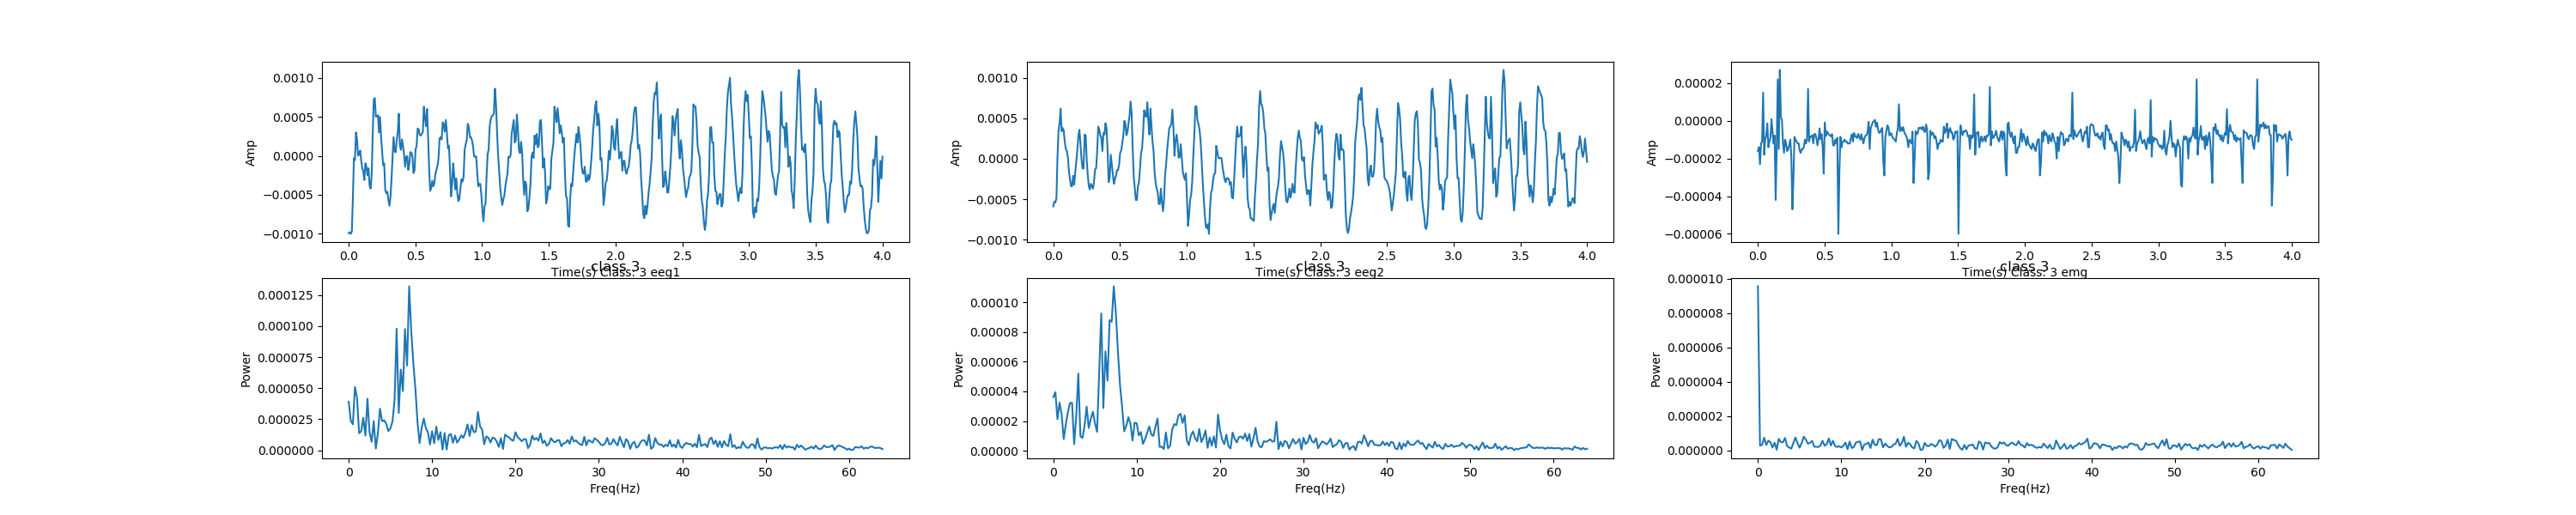 0.0010
0.0005
0.0000
−0.0005
−0.0010
Amp
0.0 0.5 1.0 1.5 2.0 2.5 3.0 3.5 4.0
Time(s) Class: 3 eeg1
0.0010
0.0005
0.0000
−0.0005
−0.0010
Amp
0.0 0.5 1.0 1.5 2.0 2.5 3.0 3.5 4.0
Time(s) Class: 3 eeg2
0.00002
0.00000
−0.00002
−0.00004
−0.00006
Amp
0.0 0.5 1.0 1.5 2.0 2.5 3.0 3.5 4.0
Time(s) Class: 3 emg
class 3
0.000125
0.000100
0.000075
0.000050
0.000025
0.000000
Power
0 10 20 30 40 50 60
Freq(Hz)
class 3
0.00010
0.00008
0.00006
0.00004
0.00002
0.00000
Power
0 10 20 30 40 50 60
Freq(Hz)
class 3
0.000010
0.000008
0.000006
0.000004
0.000002
0.000000
Power
0 10 20 30 40 50 60
Freq(Hz)